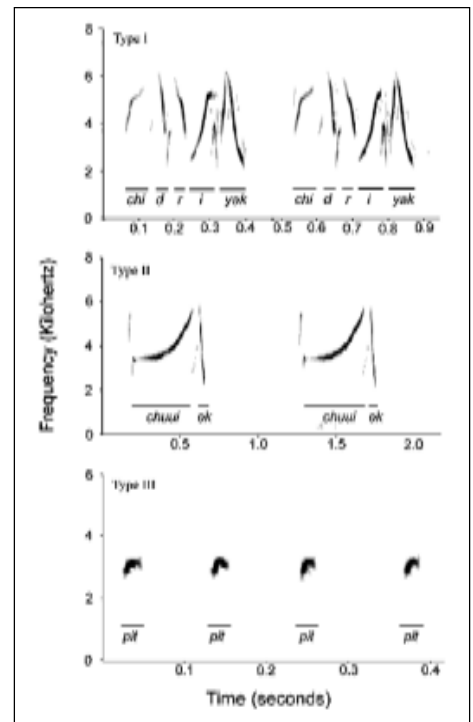 Type I
8
6
4
2
0
chi d r i yak chi d r i yak
0.1 0.2 0.3 0.4 0.5 0.6 0.7 0.8 0.9
Frequency (Kilohertz)
Type II
8
6
4
2
0
chuui ok chuui ok
0.5 1.0 1.5 2.0
Type III
6
4
2
0
pit pit pit pit
0.1 0.2 0.3 0.4
Time (seconds)